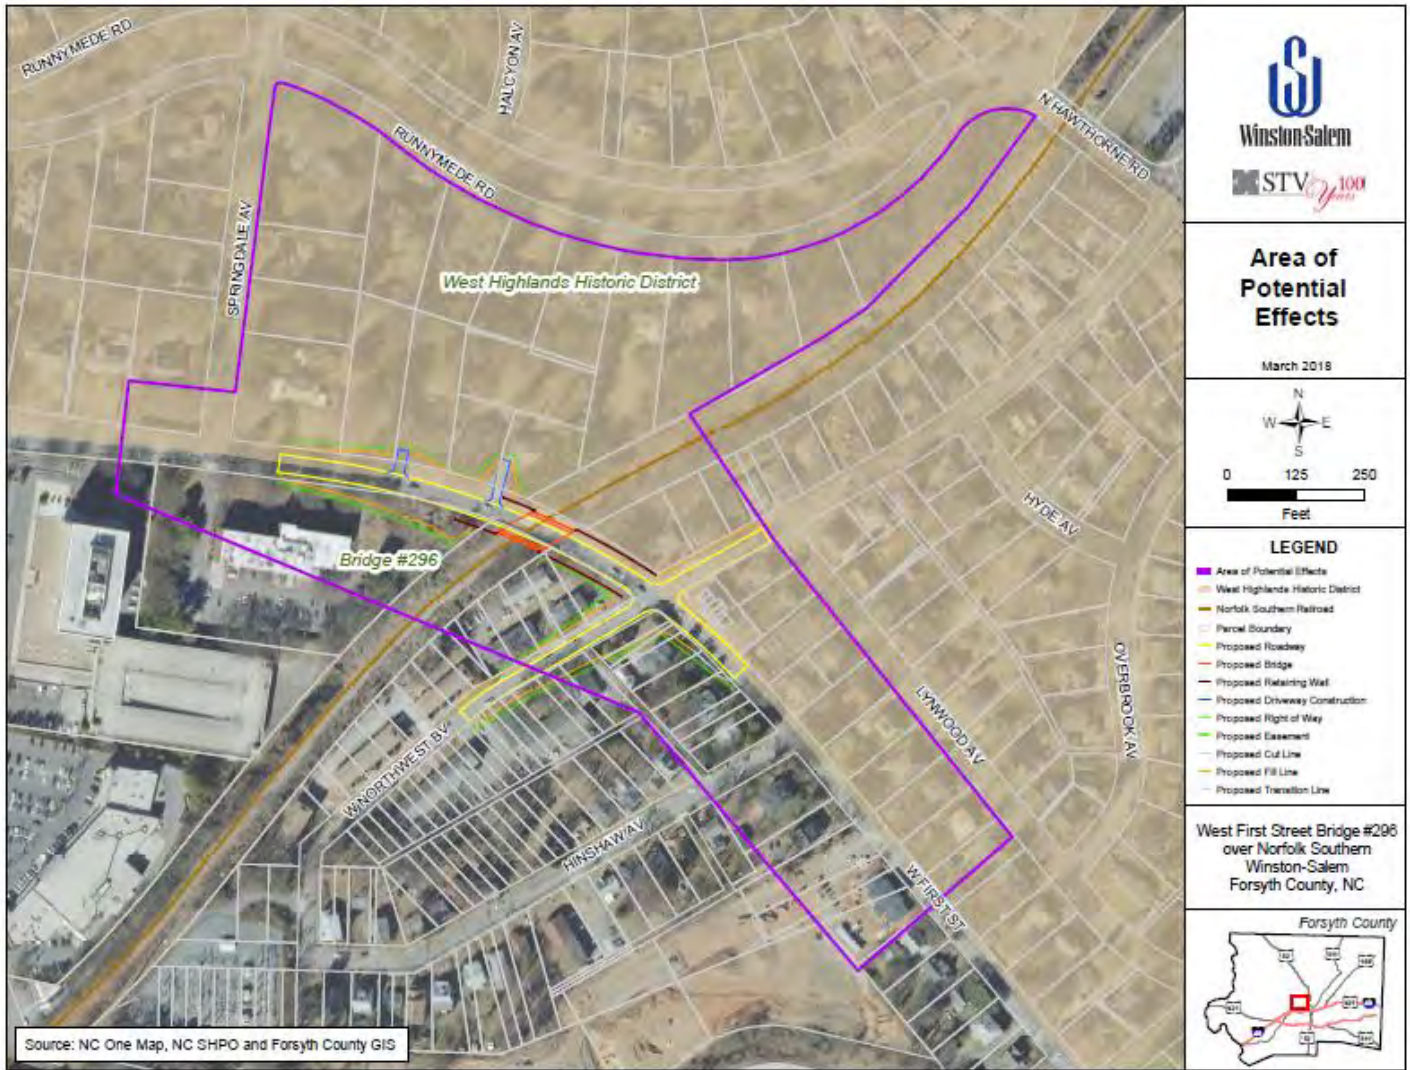 RUNNYMEDE RD
HALCYON AV
RUNNYMEDE RD
N HAWTHORNE RD
SPRINGDALE AV
West Highlands Historic District
Bridge #296
HYDE AV
OVERBROOK AV
LYNWOOD AV
W NORTHWEST BV
HINSHAW AV
W FIRST ST
Source: NC One Map, NC SHPO and Forsyth County GIS
Winston-Salem
STV 100
Years
Area of
Potential
Effects
March 2018
N
W E
S
0 125 250
Feet
LEGEND
Area of Potential Effects
West Highlands Historic District
Norfolk Southern Railroad
Parcel Boundary
Proposed Roadway
Proposed Bridge
Proposed Retaining Wall
Proposed Driveway Construction
Proposed Right of Way
Proposed Easement
Proposed Cut Line
Proposed Fill Line
Proposed Transition Line
West First Street Bridge #296
over Norfolk Southern
Winston-Salem
Forsyth County, NC
Forsyth County